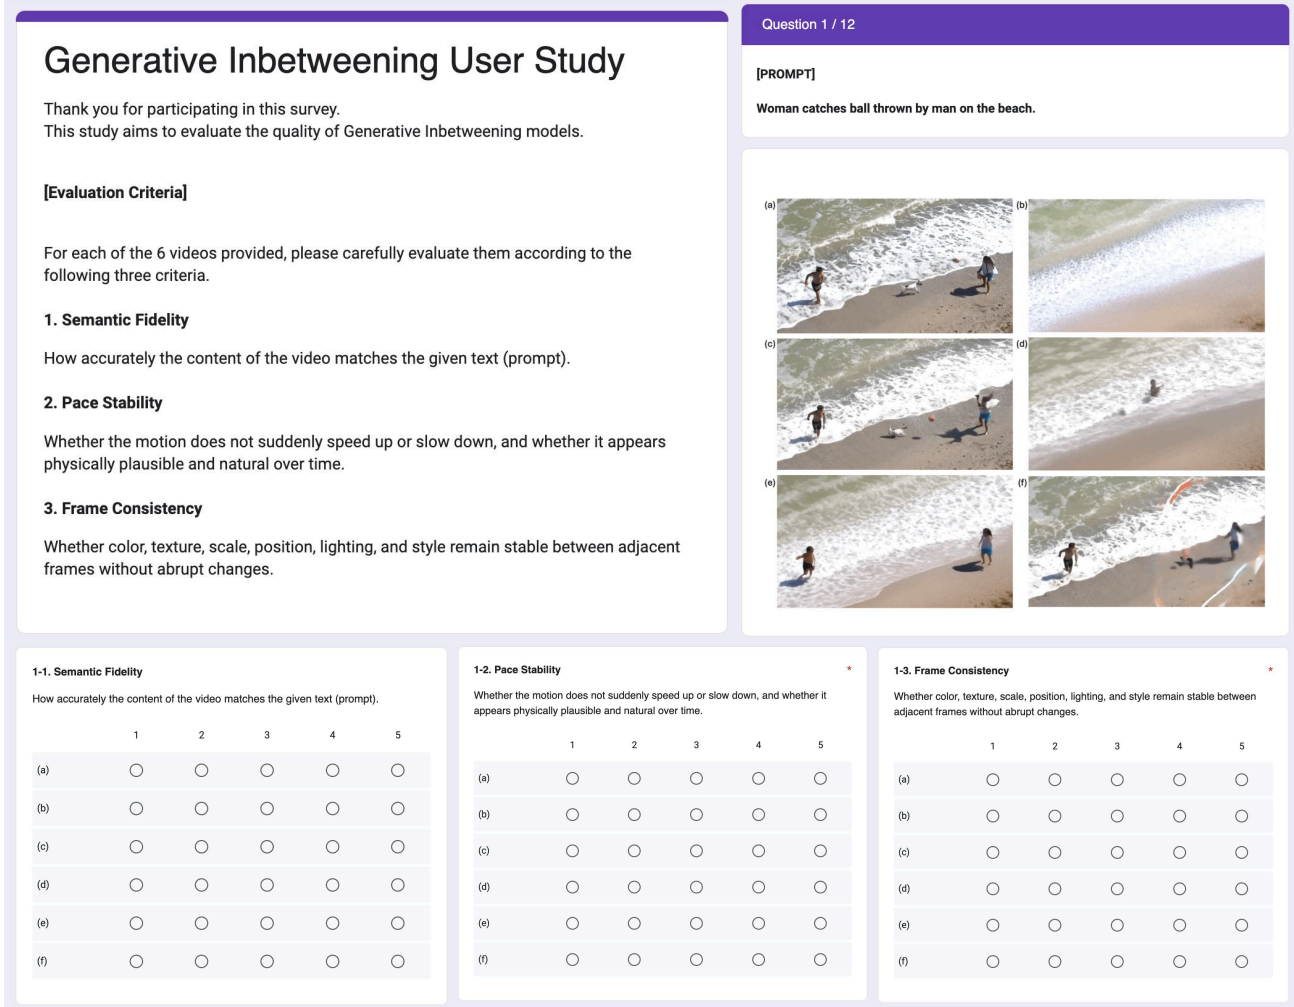 Generative Inbetweening User Study
Thank you for participating in this survey.
This study aims to evaluate the quality of Generative Inbetweening models.
[Evaluation Criteria]
For each of the 6 videos provided, please carefully evaluate them according to the
following three criteria.
1. Semantic Fidelity
How accurately the content of the video matches the given text (prompt).
2. Pace Stability
Whether the motion does not suddenly speed up or slow down, and whether it appears
physically plausible and natural over time.
3. Frame Consistency
Whether color, texture, scale, position, lighting, and style remain stable between adjacent
frames without abrupt changes.
Question 1 / 12
[PROMPT]
Woman catches ball thrown by man on the beach.
(a) (b)
(c) (d)
(e) (f)
1-1. Semantic Fidelity
How accurately the content of the video matches the given text (prompt).
1 2 3 4 5
(a)
(b)
(c)
(d)
(e)
(f)
1-2. Pace Stability *
Whether the motion does not suddenly speed up or slow down, and whether it
appears physically plausible and natural over time.
1 2 3 4 5
(a)
(b)
(c)
(d)
(e)
(f)
1-3. Frame Consistency *
Whether color, texture, scale, position, lighting, and style remain stable between
adjacent frames without abrupt changes.
1 2 3 4 5
(a)
(b)
(c)
(d)
(e)
(f)